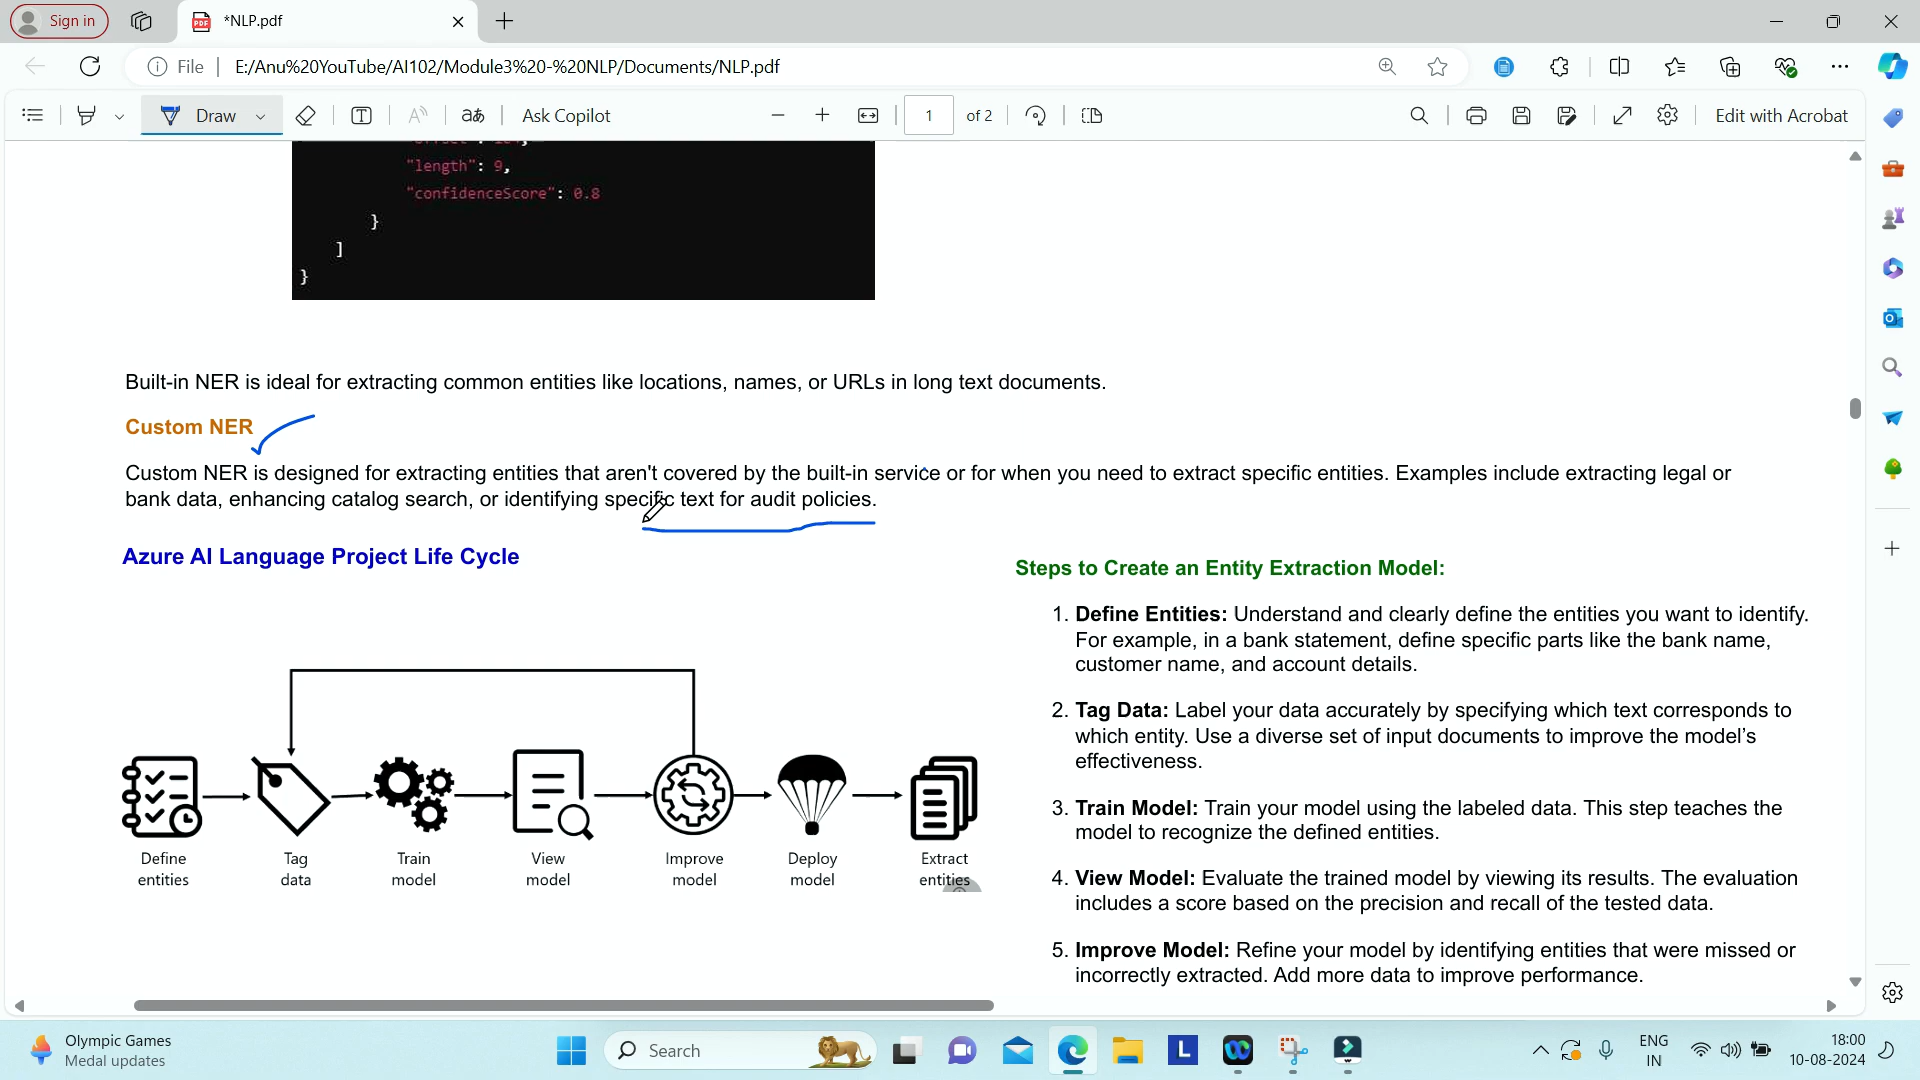 Sign in
*NLP.pdf
File
E:/Anu%20YouTube/AI102/Module3%20-%20NLP/Documents/NLP.pdf
Draw
Ask Copilot
1
of 2
Edit with Acrobat
"length": 9,
"confidenceScore": 0.8
}
]
}
Built-in NER is ideal for extracting common entities like locations, names, or URLs in long text documents.
Custom NER
Custom NER is designed for extracting entities that aren't covered by the built-in service or for when you need to extract specific entities. Examples include extracting legal or
bank data, enhancing catalog search, or identifying specific text for audit policies.
Azure AI Language Project Life Cycle
Define
entities
Tag
data
Train
model
View
model
Improve
model
Deploy
model
Extract
entities
Steps to Create an Entity Extraction Model:
1. Define Entities: Understand and clearly define the entities you want to identify.
For example, in a bank statement, define specific parts like the bank name,
customer name, and account details.
2. Tag Data: Label your data accurately by specifying which text corresponds to
which entity. Use a diverse set of input documents to improve the model's
effectiveness.
3. Train Model: Train your model using the labeled data. This step teaches the
model to recognize the defined entities.
4. View Model: Evaluate the trained model by viewing its results. The evaluation
includes a score based on the precision and recall of the tested data.
5. Improve Model: Refine your model by identifying entities that were missed or
incorrectly extracted. Add more data to improve performance.
Olympic Games
Medal updates
Search
ENG
IN
18:00
10-08-2024